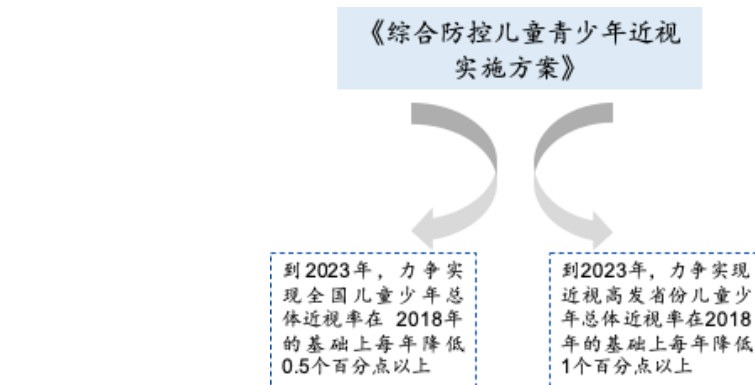 《综合防控儿童青少年近视
实施方案》
到2023年，力争实
现全国儿童少年总
体近视率在 2018年
的基础上每年降低
0.5个百分点以上
到2023年，力争实现
近视高发省份儿童少
年总体近视率在2018
年的基础上每年降低
1个百分点以上